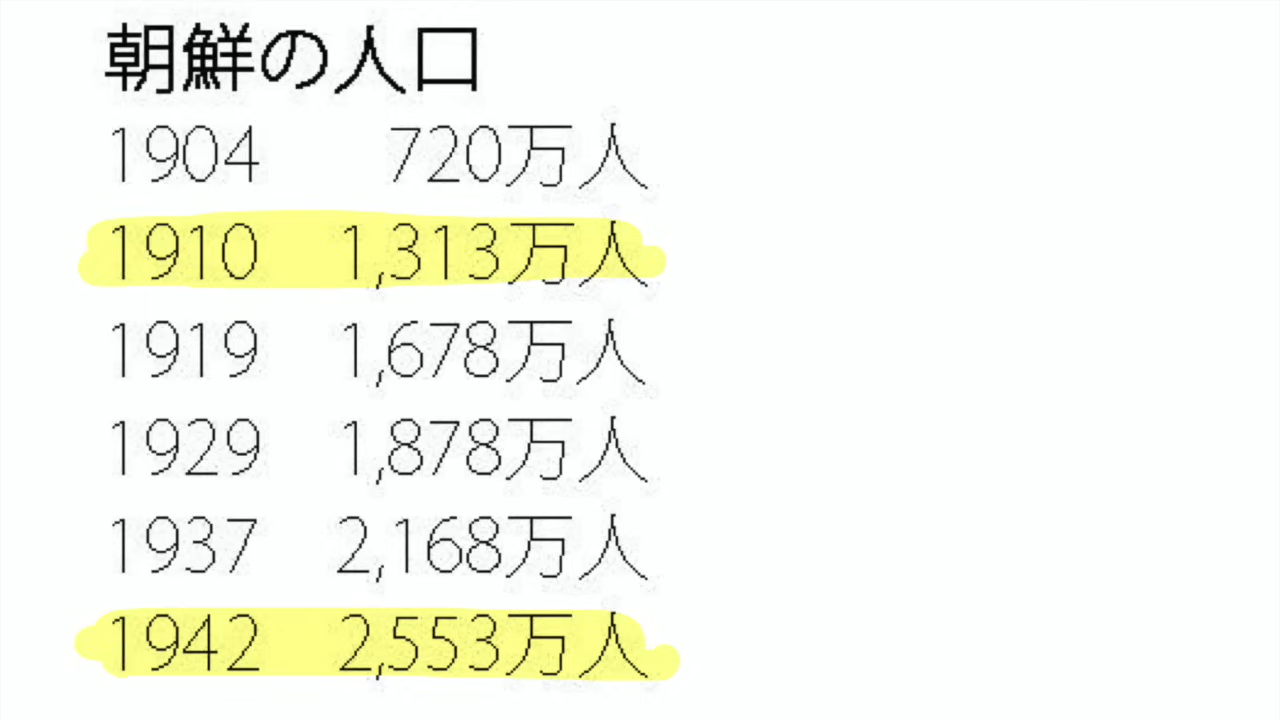 朝鮮の人口
1904 720万人
1910 1,313万人
1919 1,678万人
1929 1,878万人
1937 2,168万人
1942 2,553万人